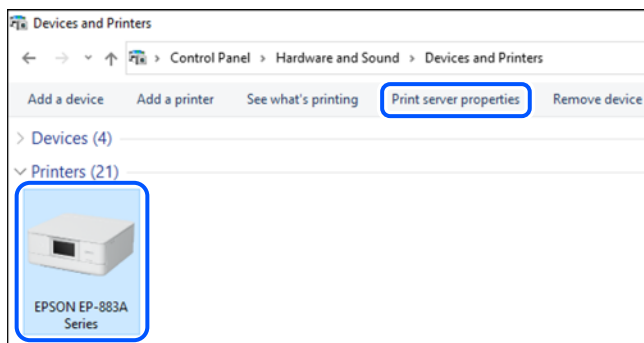 Devices and Printers
Control Panel > Hardware and Sound > Devices and Printers
Add a device Add a printer See what's printing Print server properties Remove device
Devices (4)
Printers (21)
EPSON EP-883A
Series